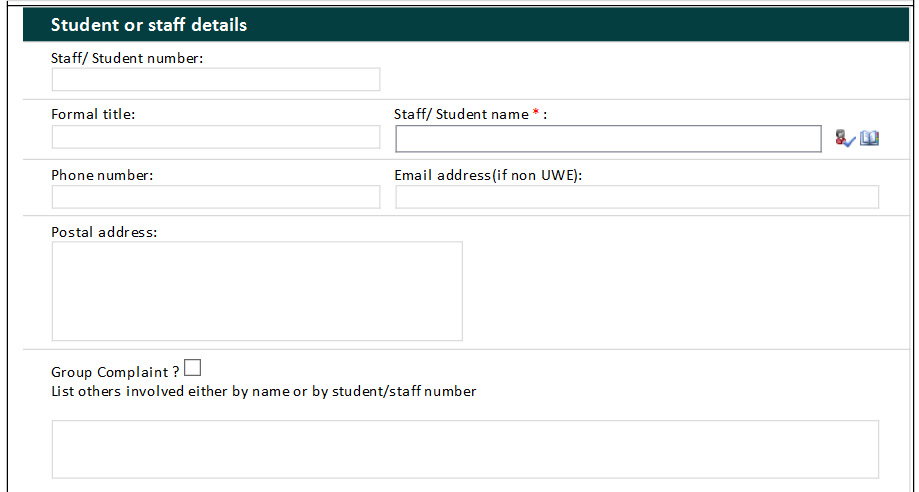 Student or staff details
Staff/ Student number:
Formal title:
Staff/ Student name * :
Phone number:
Email address(if non UWE):
Postal address:
Group Complaint ?
List others involved either by name or by student/staff number